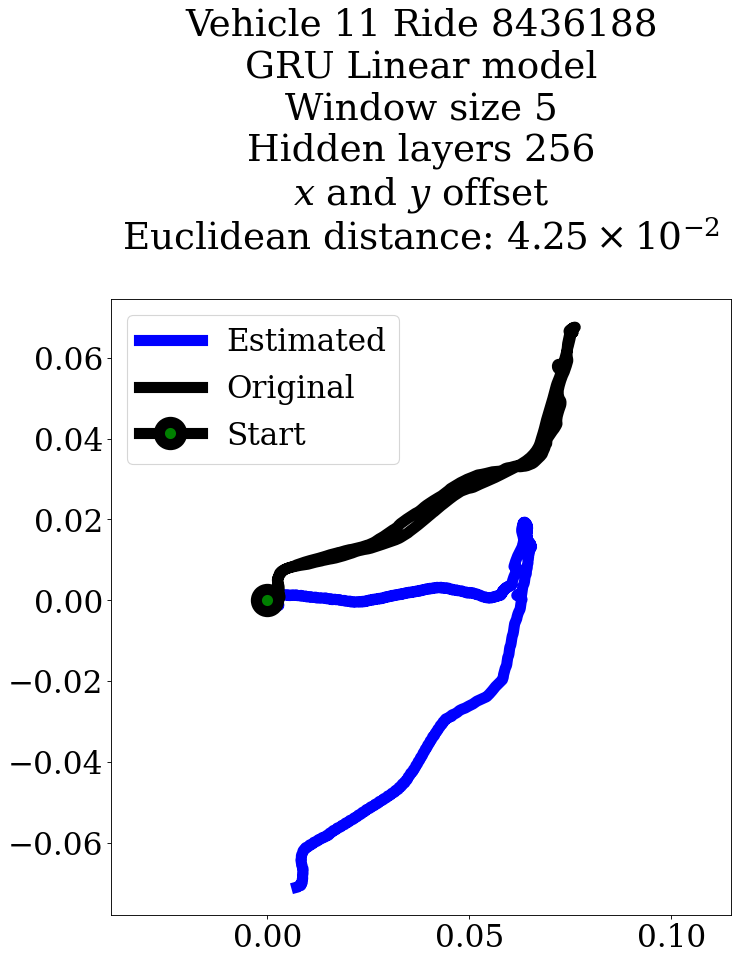 Vehicle 11 Ride 8436188
GRU Linear model
Window size 5
Hidden layers 256
x and y offset
Euclidean distance: 4.25 × 10⁻²
Estimated
Original
Start
0.06
0.04
0.02
0.00
−0.02
−0.04
−0.06
0.00 0.05 0.10